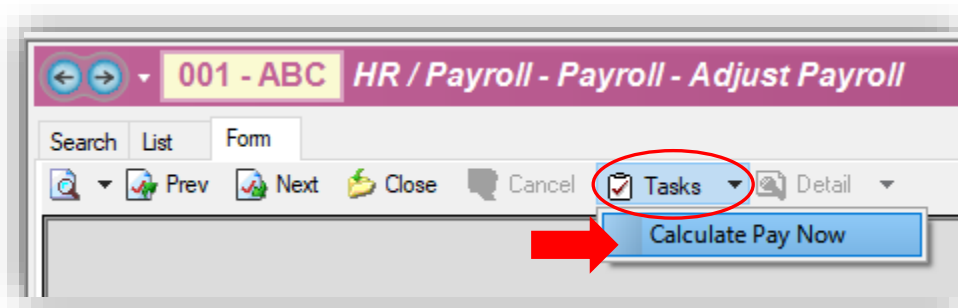 001 - ABC HR / Payroll - Payroll - Adjust Payroll
Search List Form
Prev Next Close Cancel Tasks Detail
Calculate Pay Now